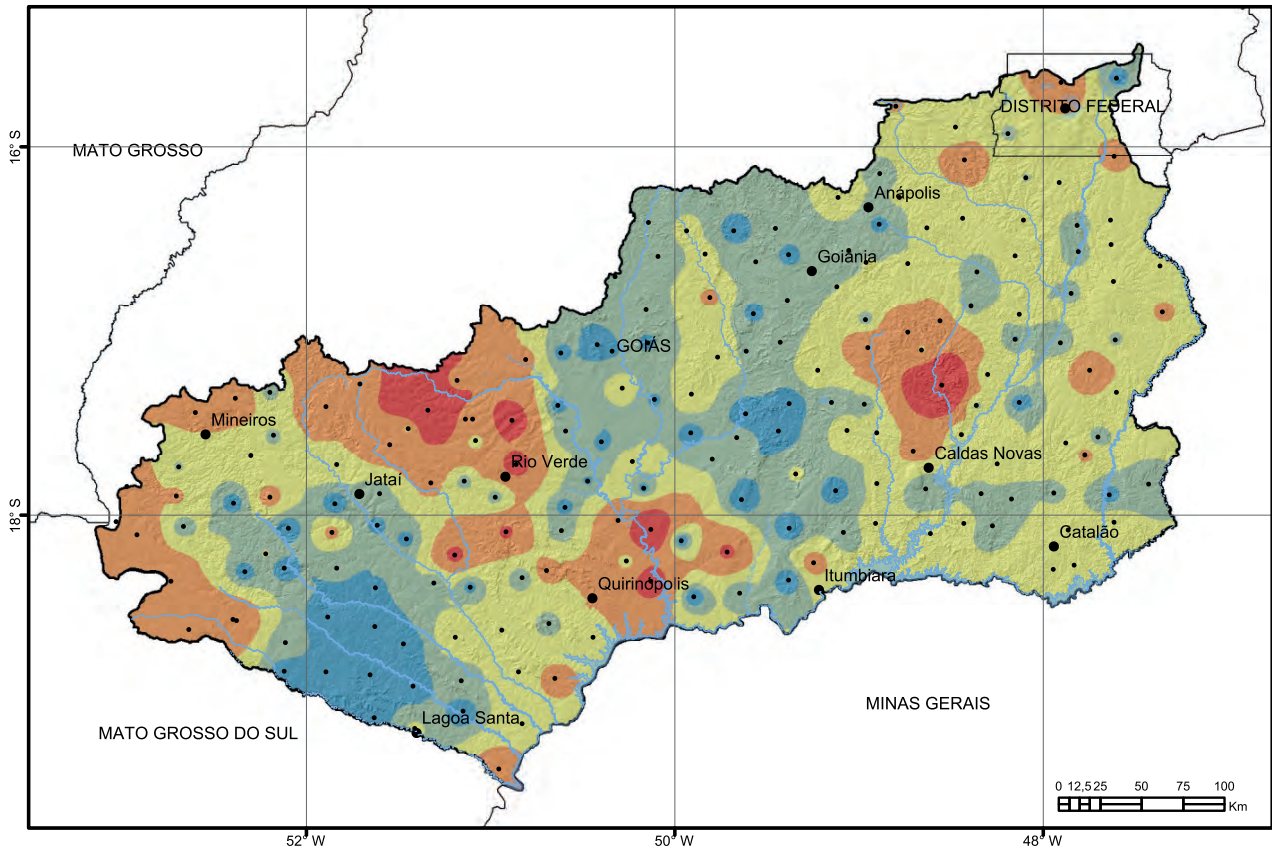 DISTRITO FEDERAL
MATO GROSSO
16° S
Anápolis
Goiânia
GOIÁS
Mineiros
Caldas Novas
Rio Verde
Jataí
18° S
Catalão
Itumbiara
Quirinópolis
MINAS GERAIS
Lagoa Santa
MATO GROSSO DO SUL
0 12,5 25 50 75 100
Km
52° W 50° W 48° W